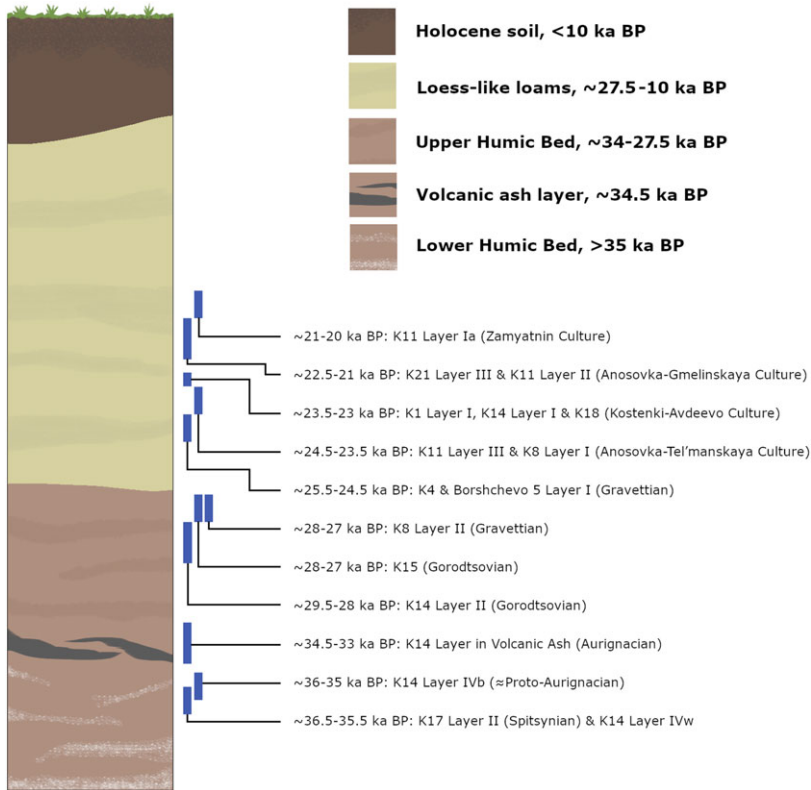 Holocene soil, <10 ka BP
Loess-like loams, ~27.5-10 ka BP
Upper Humic Bed, ~34-27.5 ka BP
Volcanic ash layer, ~34.5 ka BP
Lower Humic Bed, >35 ka BP
~21-20 ka BP: K11 Layer Ia (Zamyatnin Culture)
~22.5-21 ka BP: K21 Layer III & K11 Layer II (Anosovka-Gmelinskaya Culture)
~23.5-23 ka BP: K1 Layer I, K14 Layer I & K18 (Kostenki-Avdeevo Culture)
~24.5-23.5 ka BP: K11 Layer III & K8 Layer I (Anosovka-Tel’manskaya Culture)
~25.5-24.5 ka BP: K4 & Borshchevo 5 Layer I (Gravettian)
~28-27 ka BP: K8 Layer II (Gravettian)
~28-27 ka BP: K15 (Gorodtsovian)
~29.5-28 ka BP: K14 Layer II (Gorodtsovian)
~34.5-33 ka BP: K14 Layer in Volcanic Ash (Aurignacian)
~36-35 ka BP: K14 Layer IVb (≈Proto-Aurignacian)
~36.5-35.5 ka BP: K17 Layer II (Spitsynian) & K14 Layer IVw